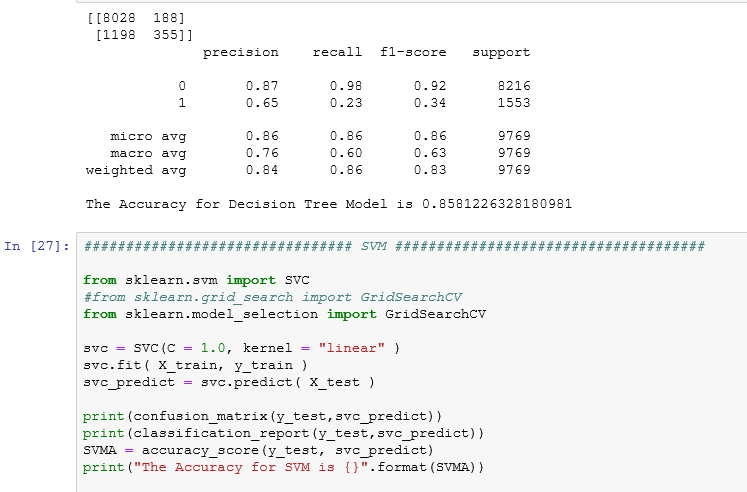 [[8028  188]
 [1198  355]]
              precision    recall  f1-score   support

           0       0.87      0.98      0.92      8216
           1       0.65      0.23      0.34      1553

   micro avg       0.86      0.86      0.86      9769
   macro avg       0.76      0.60      0.63      9769
weighted avg       0.84      0.86      0.83      9769

The Accuracy for Decision Tree Model is 0.8581226328180981
In [27]: ################################ SVM #####################################
from sklearn.svm import SVC
#from sklearn.grid_search import GridSearchCV
from sklearn.model_selection import GridSearchCV

svc = SVC(C = 1.0, kernel = "linear" )
svc.fit( X_train, y_train )
svc_predict = svc.predict( X_test )

print(confusion_matrix(y_test,svc_predict))
print(classification_report(y_test,svc_predict))
SVMA = accuracy_score(y_test, svc_predict)
print("The Accuracy for SVM is {}".format(SVMA))